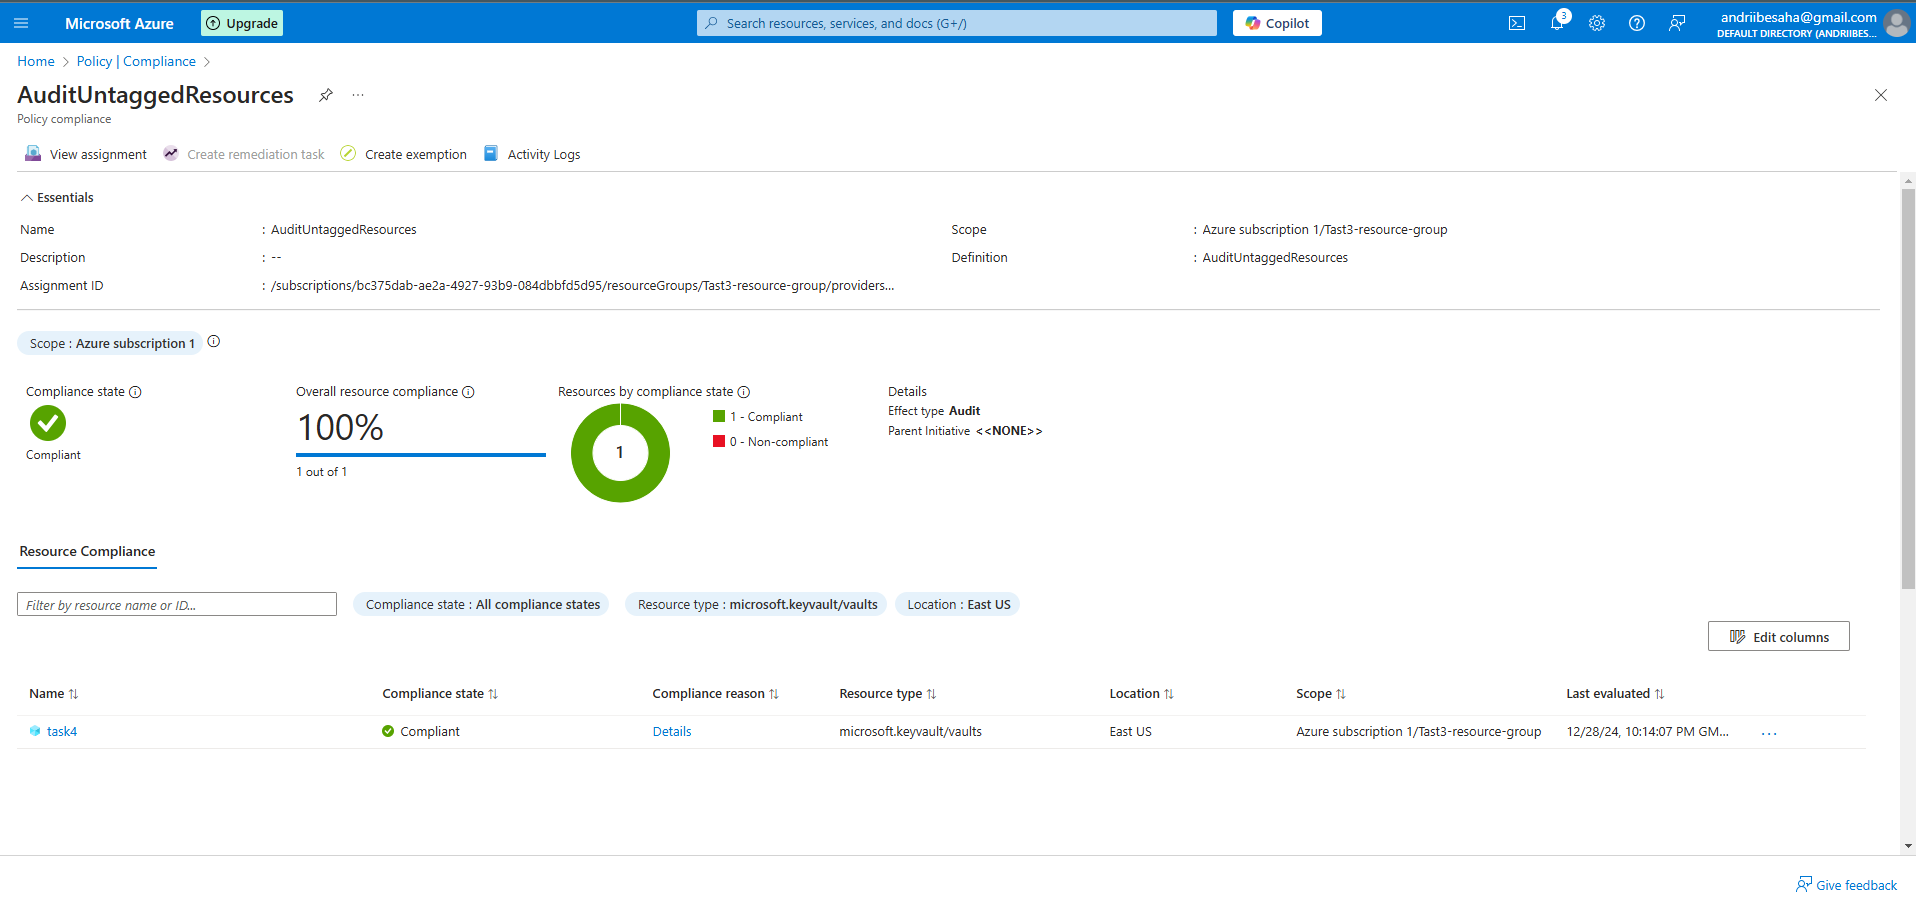 Microsoft Azure
Upgrade
Search resources, services, and docs (G+/)
Copilot
3
andriibesaha@gmail.com
DEFAULT DIRECTORY (ANDRIIBES...
Home > Policy | Compliance >
AuditUntaggedResources
...
Policy compliance
View assignment
Create remediation task
Create exemption
Activity Logs
Essentials
Name : AuditUntaggedResources
Scope : Azure subscription 1/Tast3-resource-group
Description : --
Definition : AuditUntaggedResources
Assignment ID : /subscriptions/bc375dab-ae2a-4927-93b9-084dbbfd5d95/resourceGroups/Tast3-resource-group/providers...
Scope : Azure subscription 1
Compliance state
Compliant
Overall resource compliance
100%
1 out of 1
Resources by compliance state
1
1 - Compliant
0 - Non-compliant
Details
Effect type Audit
Parent Initiative <<NONE>>
Resource Compliance
Filter by resource name or ID...
Compliance state : All compliance states
Resource type : microsoft.keyvault/vaults
Location : East US
Edit columns
Name Compliance state Compliance reason Resource type Location Scope Last evaluated
task4 Compliant Details microsoft.keyvault/vaults East US Azure subscription 1/Tast3-resource-group 12/28/24, 10:14:07 PM GM... ...
Give feedback